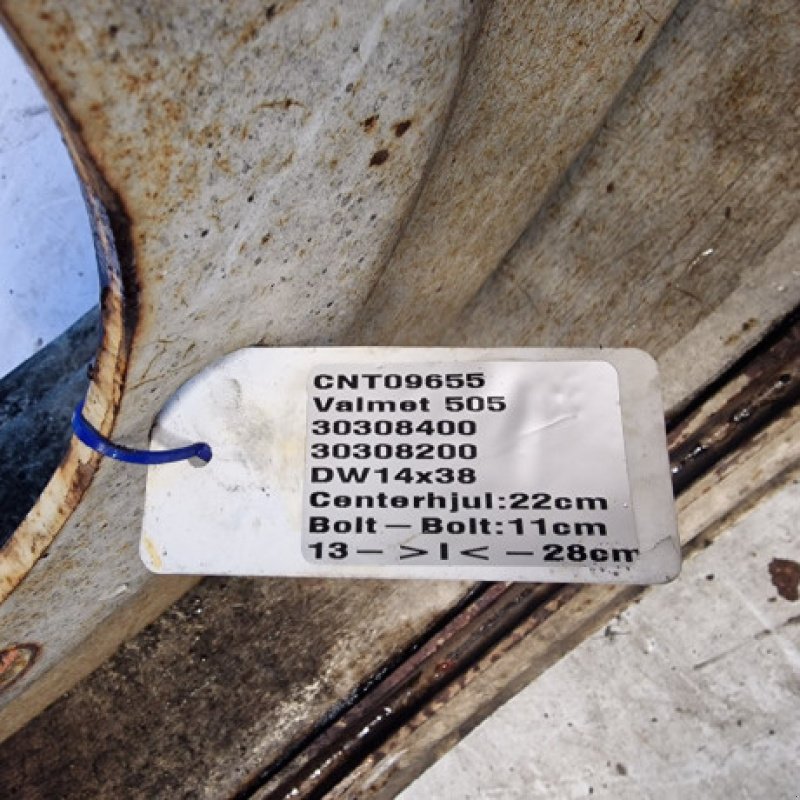 CNT09655
Valmet 505
30308400
30308200
DW14x38
Centerhjul:22cm
Bolt-Bolt:11cm
13- >I< -28cm